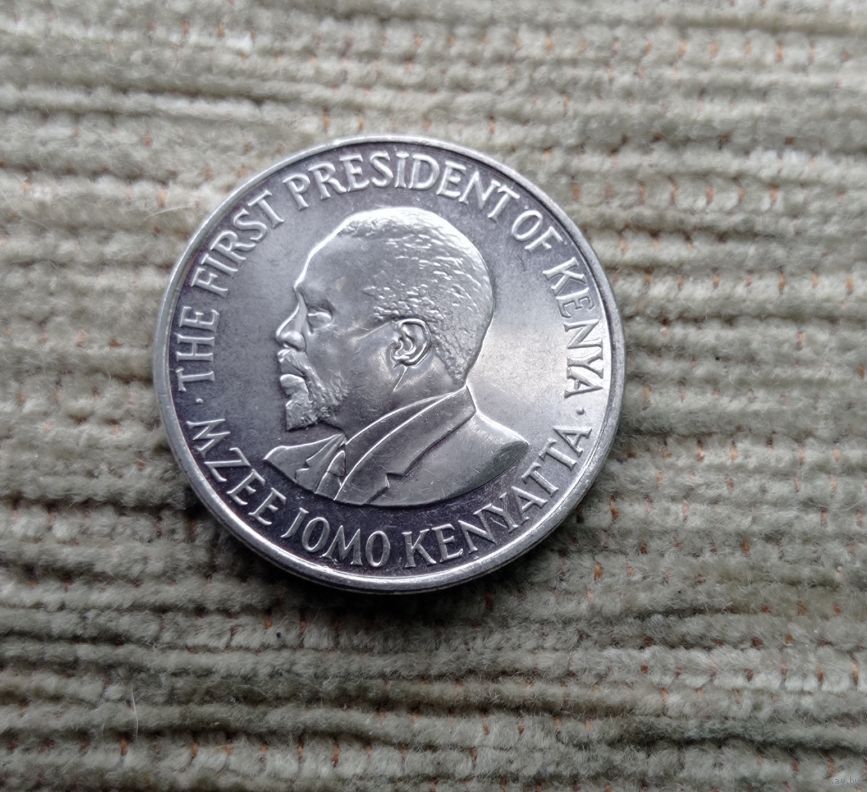 THE FIRST PRESIDENT OF KENYA
MZEE JOMO KENYATTA